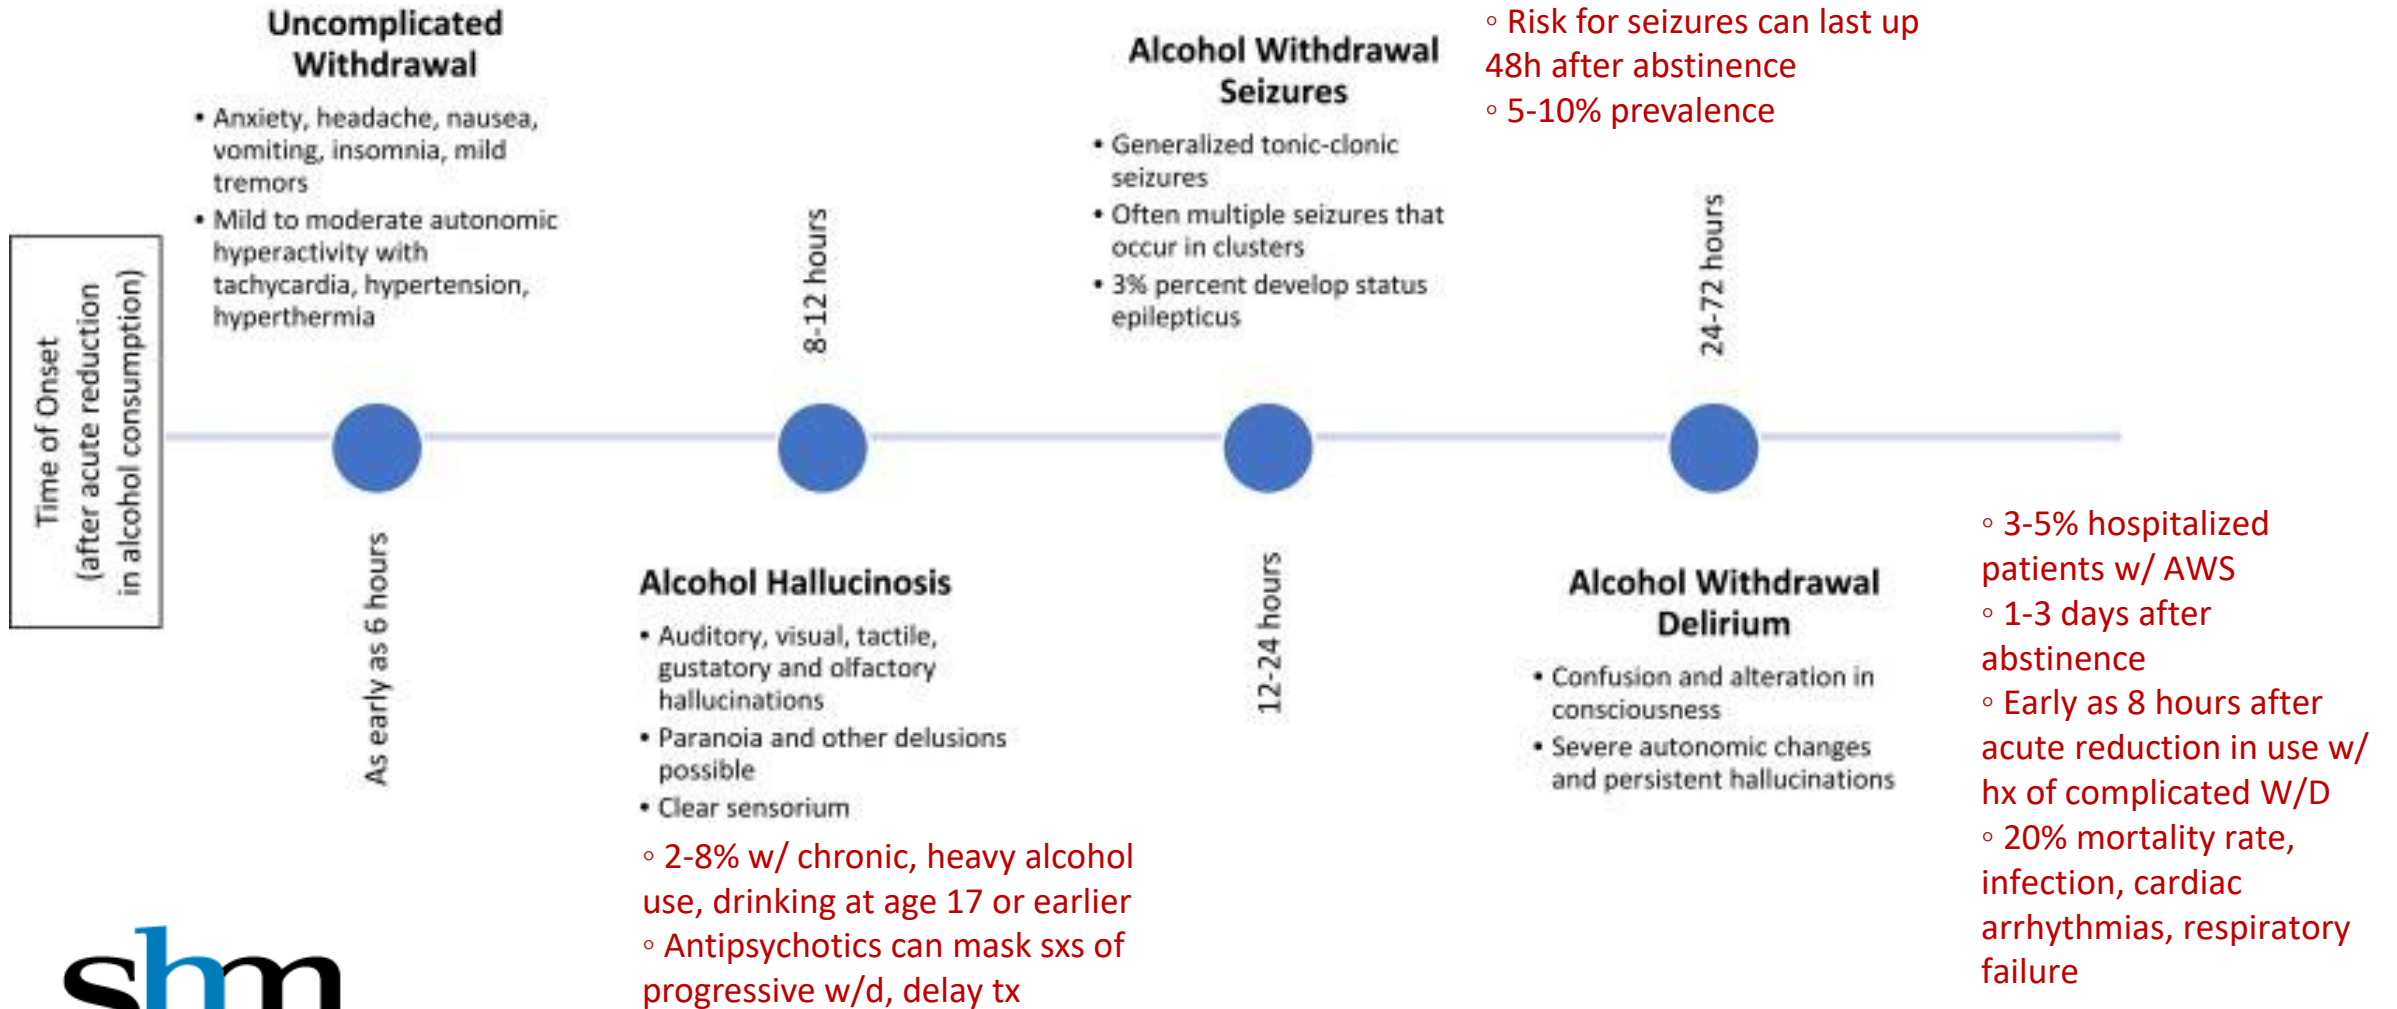 Time of Onset
(after acute reduction
in alcohol consumption)
Uncomplicated
Withdrawal
• Anxiety, headache, nausea,
vomiting, insomnia, mild
tremors
• Mild to moderate autonomic
hyperactivity with
tachycardia, hypertension,
hyperthermia
As early as 6 hours
8-12 hours
Alcohol Hallucinosis
• Auditory, visual, tactile,
gustatory and olfactory
hallucinations
• Paranoia and other delusions
possible
• Clear sensorium
◦ 2-8% w/ chronic, heavy alcohol
use, drinking at age 17 or earlier
◦ Antipsychotics can mask sxs of
progressive w/d, delay tx
Alcohol Withdrawal
Seizures
• Generalized tonic-clonic
seizures
• Often multiple seizures that
occur in clusters
• 3% percent develop status
epilepticus
◦ Risk for seizures can last up
48h after abstinence
◦ 5-10% prevalence
12-24 hours
24-72 hours
Alcohol Withdrawal
Delirium
• Confusion and alteration in
consciousness
• Severe autonomic changes
and persistent hallucinations
◦ 3-5% hospitalized
patients w/ AWS
◦ 1-3 days after
abstinence
◦ Early as 8 hours after
acute reduction in use w/
hx of complicated W/D
◦ 20% mortality rate,
infection, cardiac
arrhythmias, respiratory
failure
shm